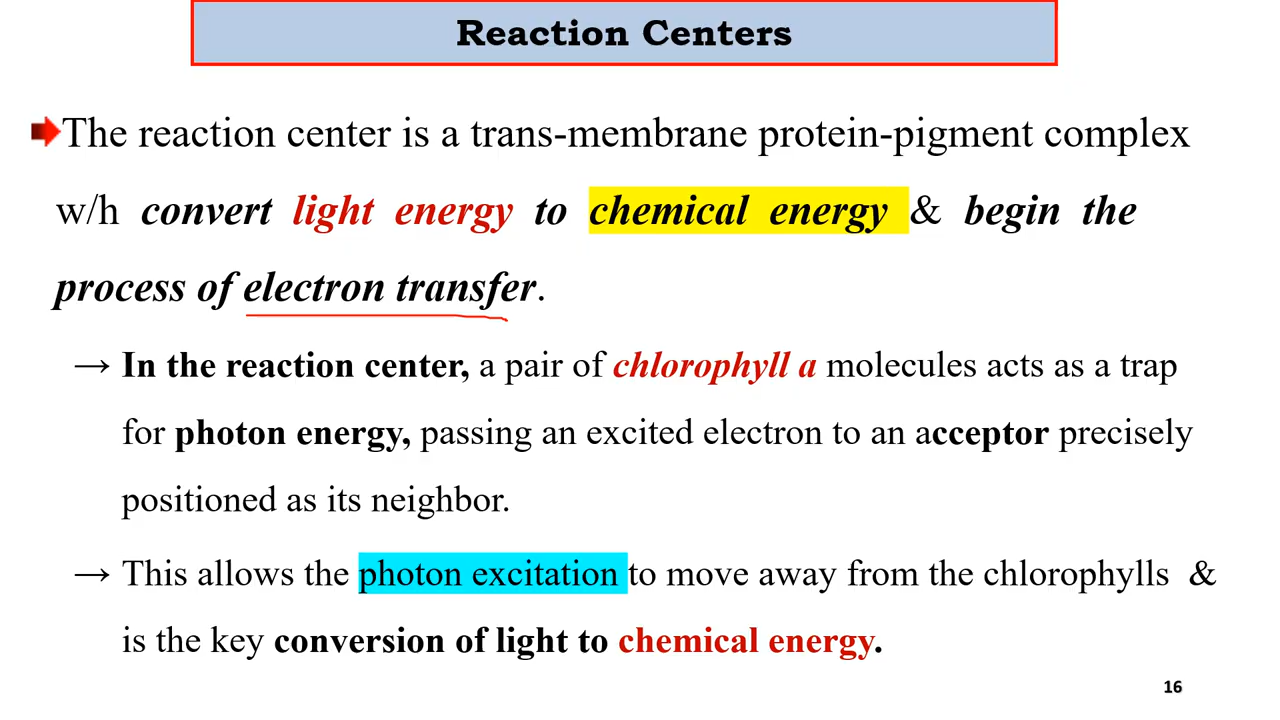 Reaction Centers
The reaction center is a trans-membrane protein-pigment complex
w/h convert light energy to chemical energy & begin the
process of electron transfer.
→ In the reaction center, a pair of chlorophyll a molecules acts as a trap
for photon energy, passing an excited electron to an acceptor precisely
positioned as its neighbor.
→ This allows the photon excitation to move away from the chlorophylls &
is the key conversion of light to chemical energy.
16